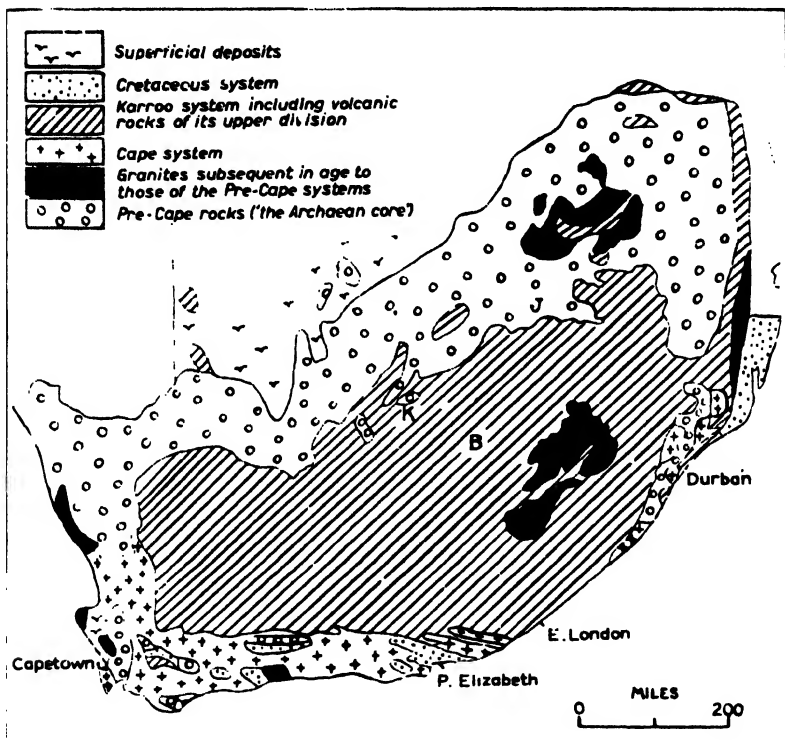 Superficial deposits
Cretacecus System
Karroo system including volcanic
rocks of its upper division
Cape system
Granites subsequent in age to
those of the Pre-Cape systems
Pre-Cape rocks ('the Archaean core')
J
K
B
Durban
E. London
Capetown
P. Elizabeth
MILES
0 200